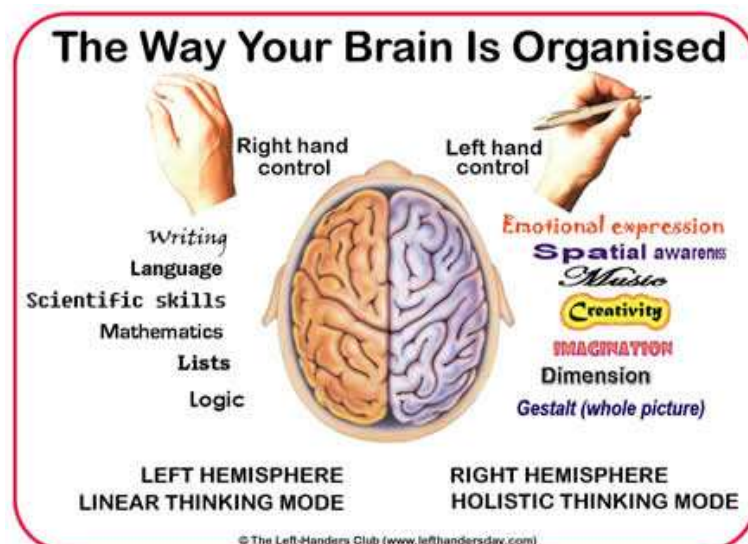 The Way Your Brain Is Organised
Right hand
control
Left hand
control
Writing
Language
Scientific skills
Mathematics
Lists
Logic
Emotional expression
Spatial awareness
Music
Creativity
IMAGINATION
Dimension
Gestalt (whole picture)
LEFT HEMISPHERE
LINEAR THINKING MODE
RIGHT HEMISPHERE
HOLISTIC THINKING MODE
© The Left-Handers Club (www.lefthandersday.com)